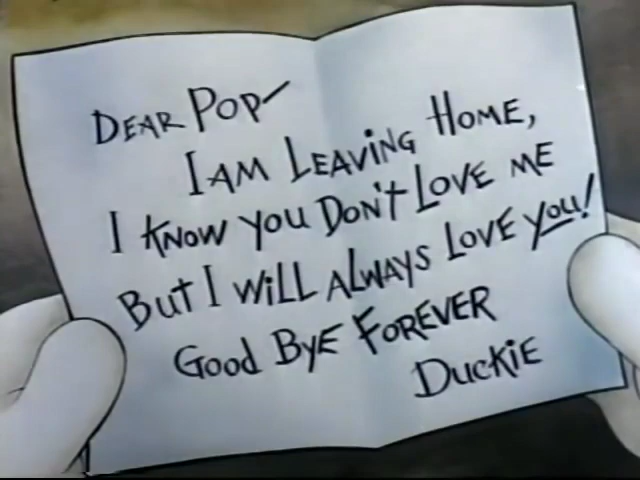 Dear Pop-
I am leaving Home,
I know you Don't Love me
But I will always love you!
Good Bye Forever
Duckie